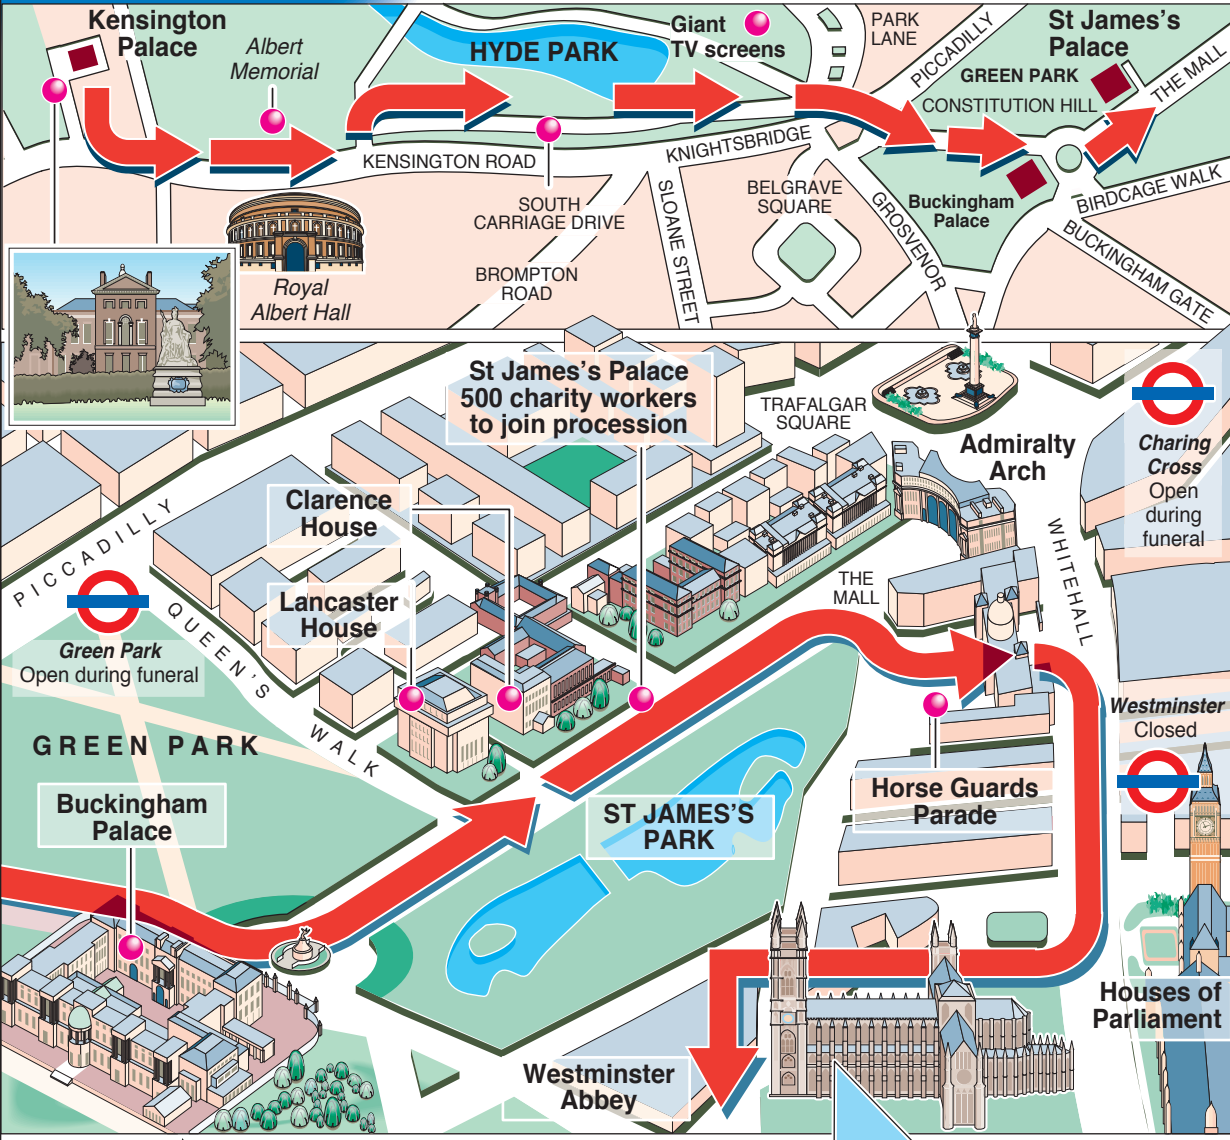 Kensington
Palace
Albert
Memorial
HYDE PARK
Giant
TV screens
PARK
LANE
PICCADILLY
St James’s
Palace
GREEN PARK
CONSTITUTION HILL
THE MALL
KENSINGTON ROAD
KNIGHTSBRIDGE
SOUTH
CARRIAGE DRIVE
SLOANE STREET
BELGRAVE
SQUARE
GROSVENOR
Buckingham
Palace
BIRDCAGE WALK
BUCKINGHAM GATE
BROMPTON
ROAD
Royal
Albert Hall
St James’s Palace
500 charity workers
to join procession
TRAFALGAR
SQUARE
Admiralty
Arch
Charing
Cross
Open
during
funeral
Clarence
House
Lancaster
House
PICCADILLY
QUEEN’S
WALK
Green Park
Open during funeral
THE
MALL
WHITEHALL
GREEN PARK
Westminster
Closed
Buckingham
Palace
ST JAMES’S
PARK
Horse Guards
Parade
Houses of
Parliament
Westminster
Abbey